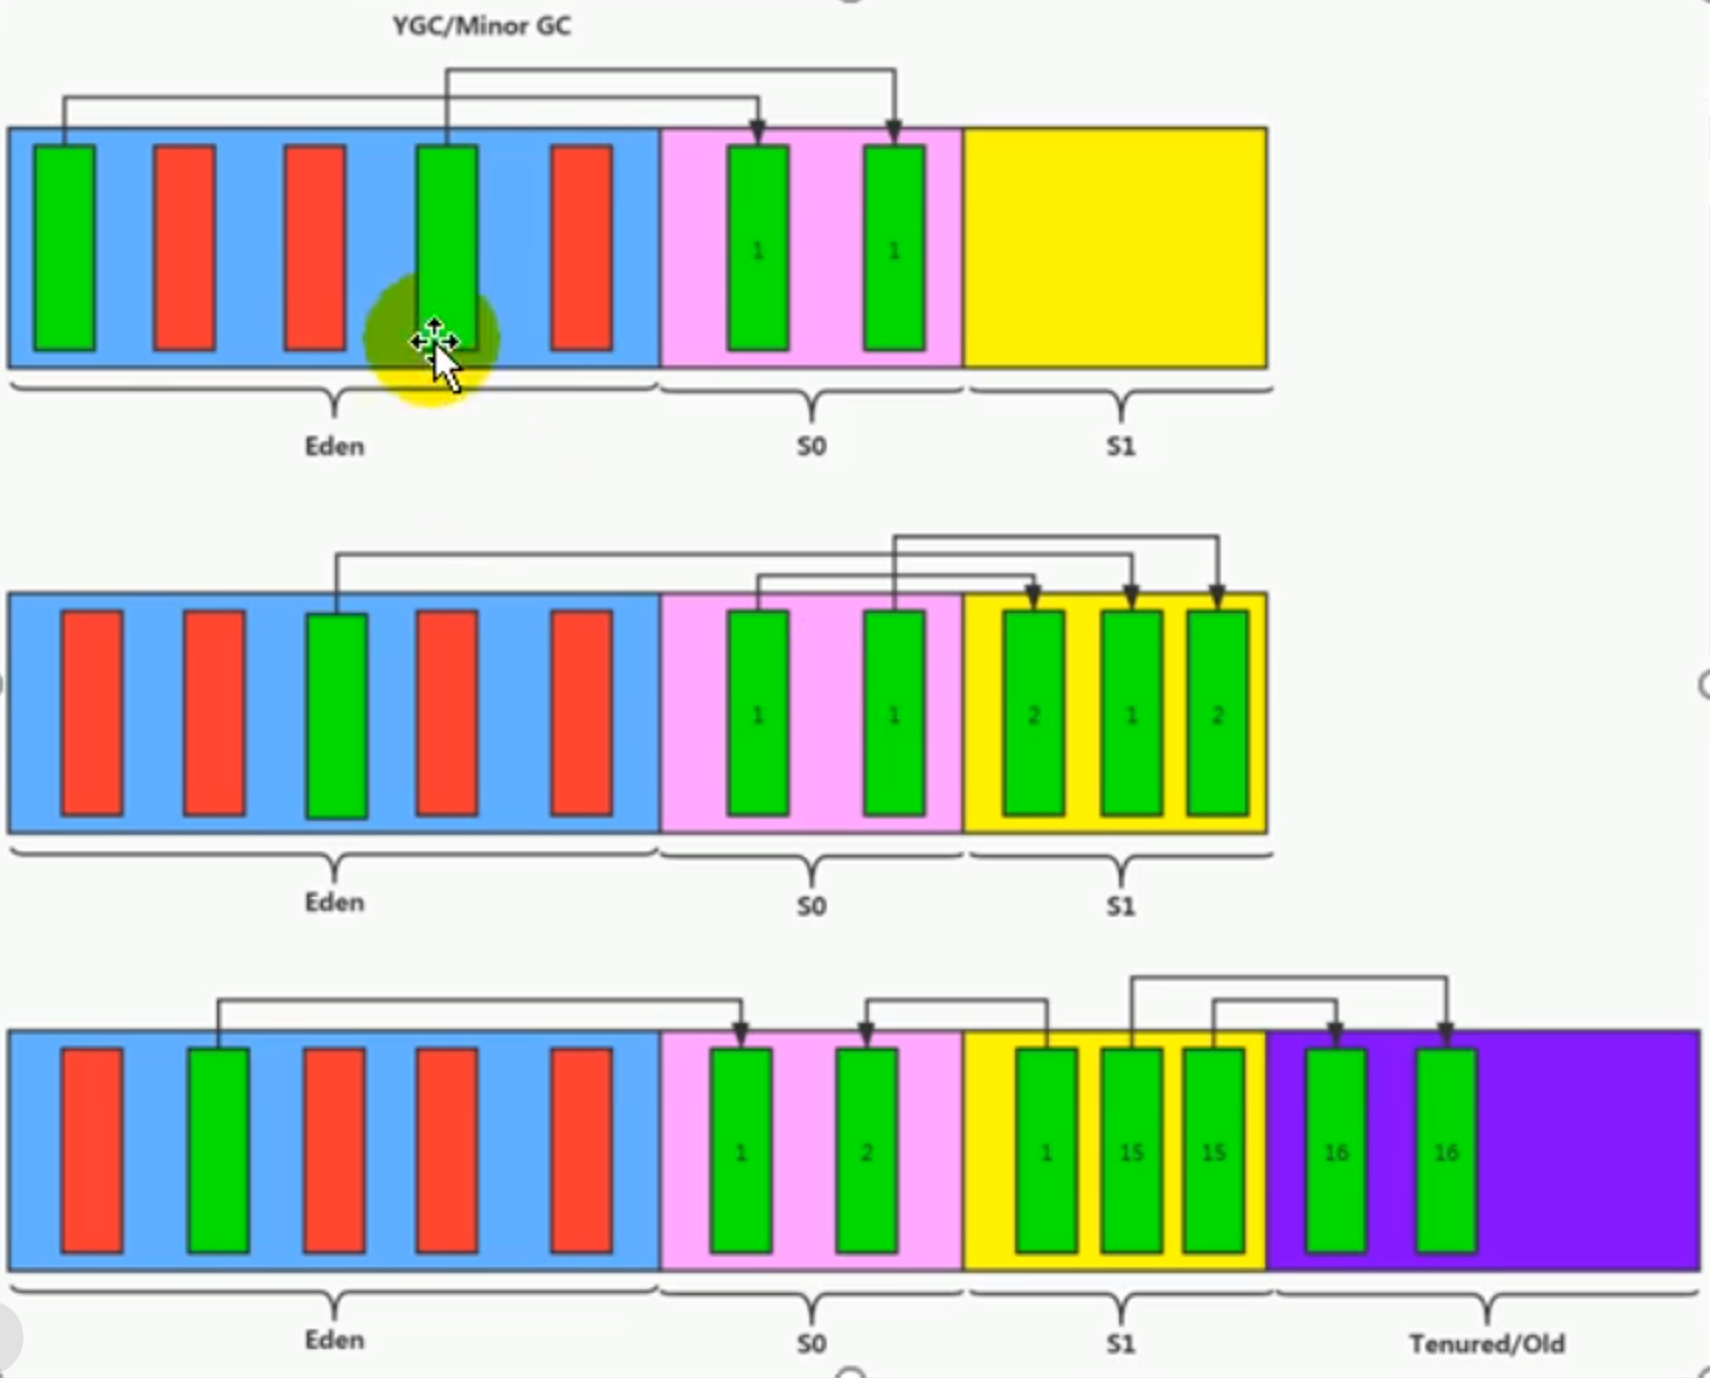 YGC/Minor GC
1 1
Eden S0 S1
1 1 2 1 2
Eden S0 S1
1 2 1 15 15 16 16
Eden S0 S1 Tenured/Old